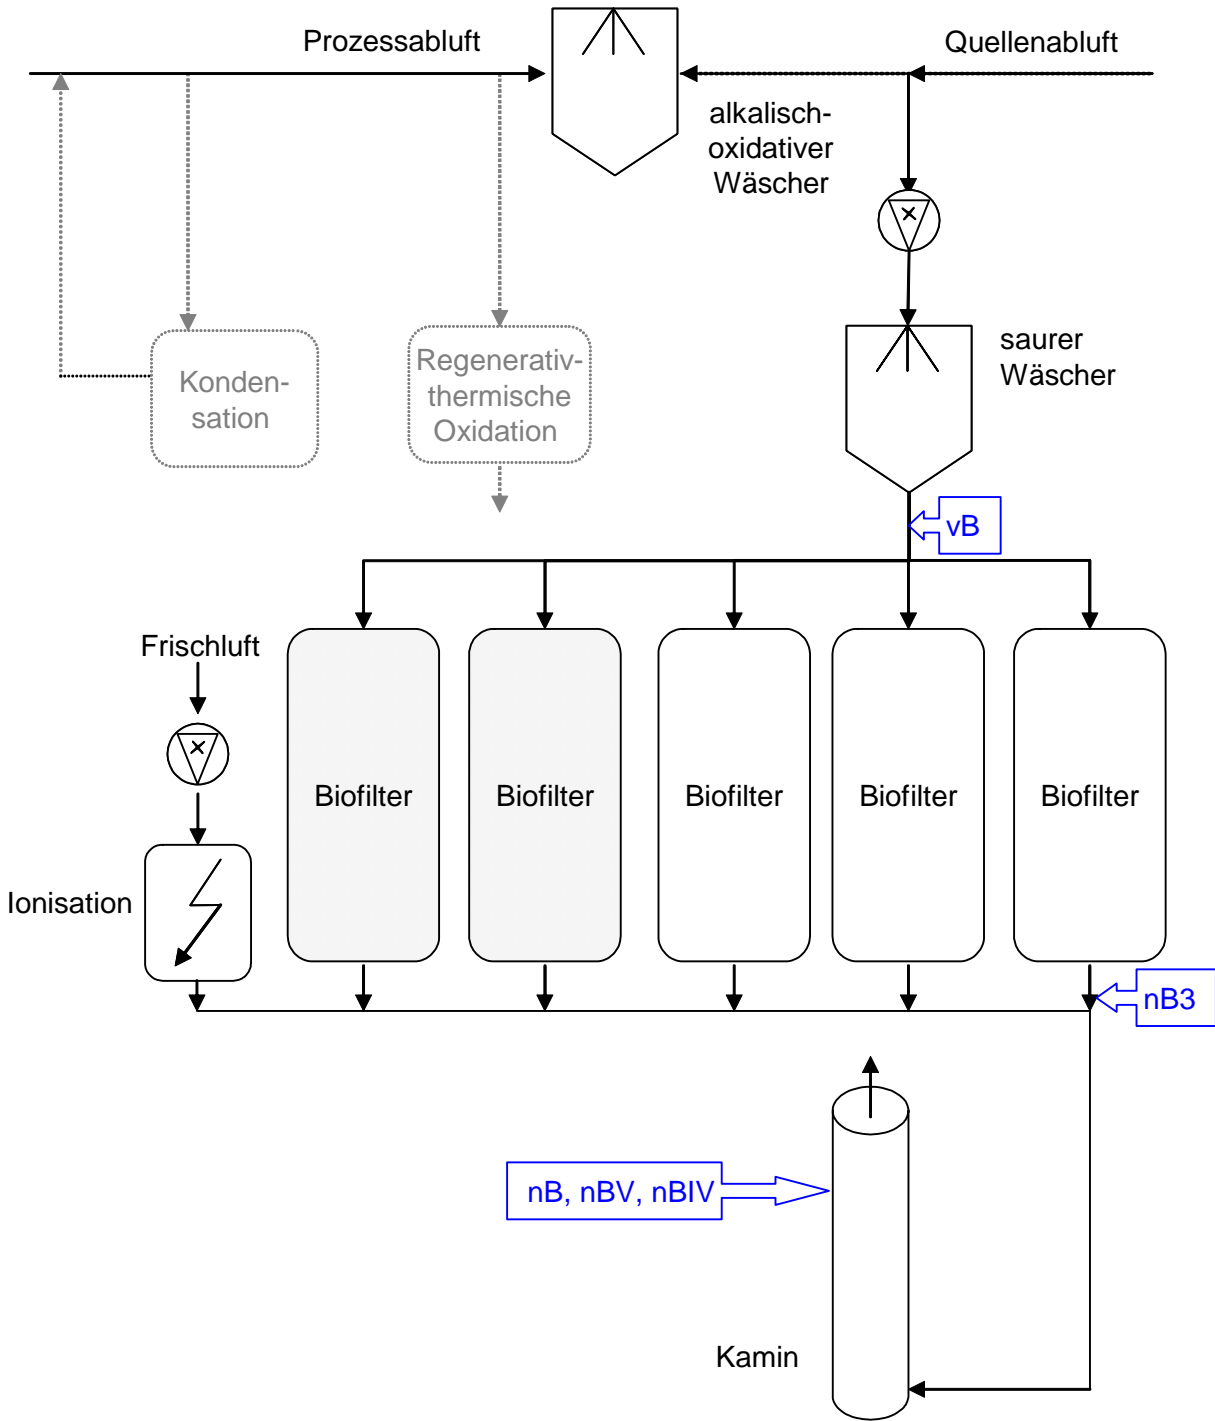 Prozessabluft
Quellenabluft
alkalisch-
oxidativer
Wäscher
saurer
Wäscher
Konden-
sation
Regenerativ-
thermische
Oxidation
vB
Frischluft
Biofilter
Biofilter
Biofilter
Biofilter
Biofilter
Ionisation
nB3
nB, nBV, nBIV
Kamin